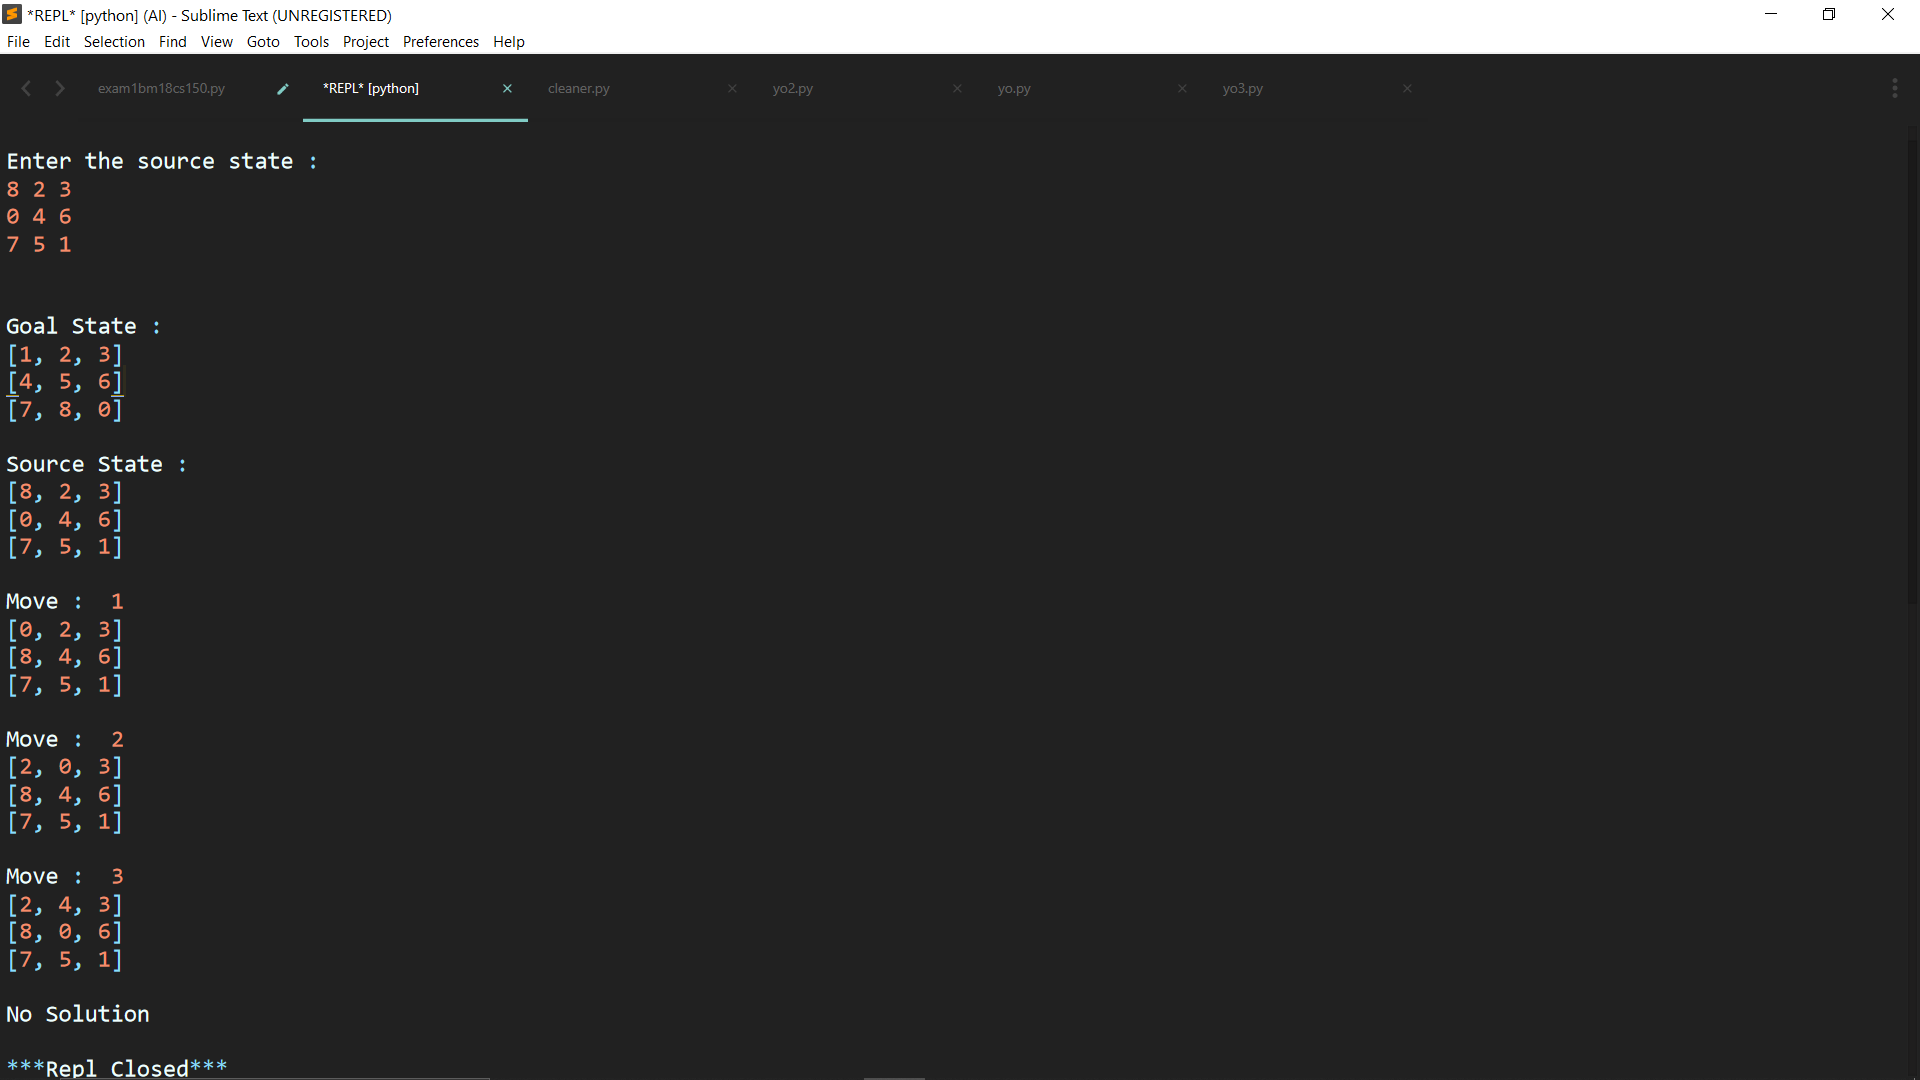 *REPL* [python] (AI) - Sublime Text (UNREGISTERED)
File Edit Selection Find View Goto Tools Project Preferences Help
exam1bm18cs150.py *REPL* [python] cleaner.py yo2.py yo.py yo3.py
Enter the source state :
8 2 3
0 4 6
7 5 1
Goal State :
[1, 2, 3]
[4, 5, 6]
[7, 8, 0]
Source State :
[8, 2, 3]
[0, 4, 6]
[7, 5, 1]
Move :  1
[0, 2, 3]
[8, 4, 6]
[7, 5, 1]
Move :  2
[2, 0, 3]
[8, 4, 6]
[7, 5, 1]
Move :  3
[2, 4, 3]
[8, 0, 6]
[7, 5, 1]
No Solution
***Repl Closed***